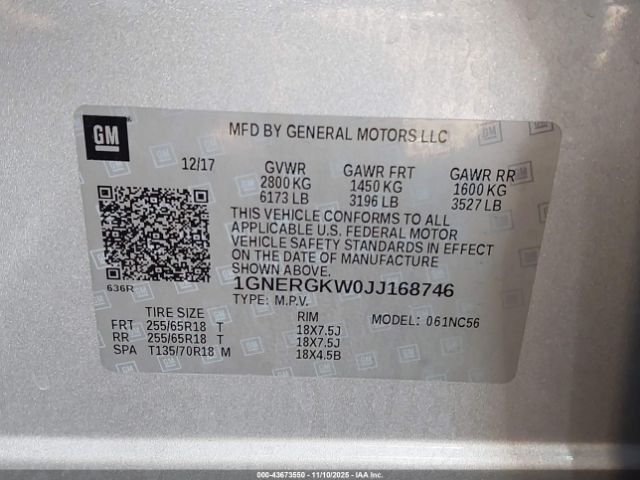 GM
MFD BY GENERAL MOTORS LLC
12/17 GVWR GAWR FRT GAWR RR
2800 KG 1450 KG 1600 KG
6173 LB 3196 LB 3527 LB
THIS VEHICLE CONFORMS TO ALL
APPLICABLE U.S. FEDERAL MOTOR
VEHICLE SAFETY STANDARDS IN EFFECT
ON THE DATE OF MANUFACTURE
SHOWN ABOVE.
636R
1GNERGKW0JJ168746
TYPE: M.P.V.
TIRE SIZE RIM MODEL: 061NC56
FRT 255/65R18 T 18X7.5J
RR 255/65R18 T 18X7.5J
SPA T135/70R18 M 18X4.5B
000-43673550 - 11/10/2025 - IAAI.COM